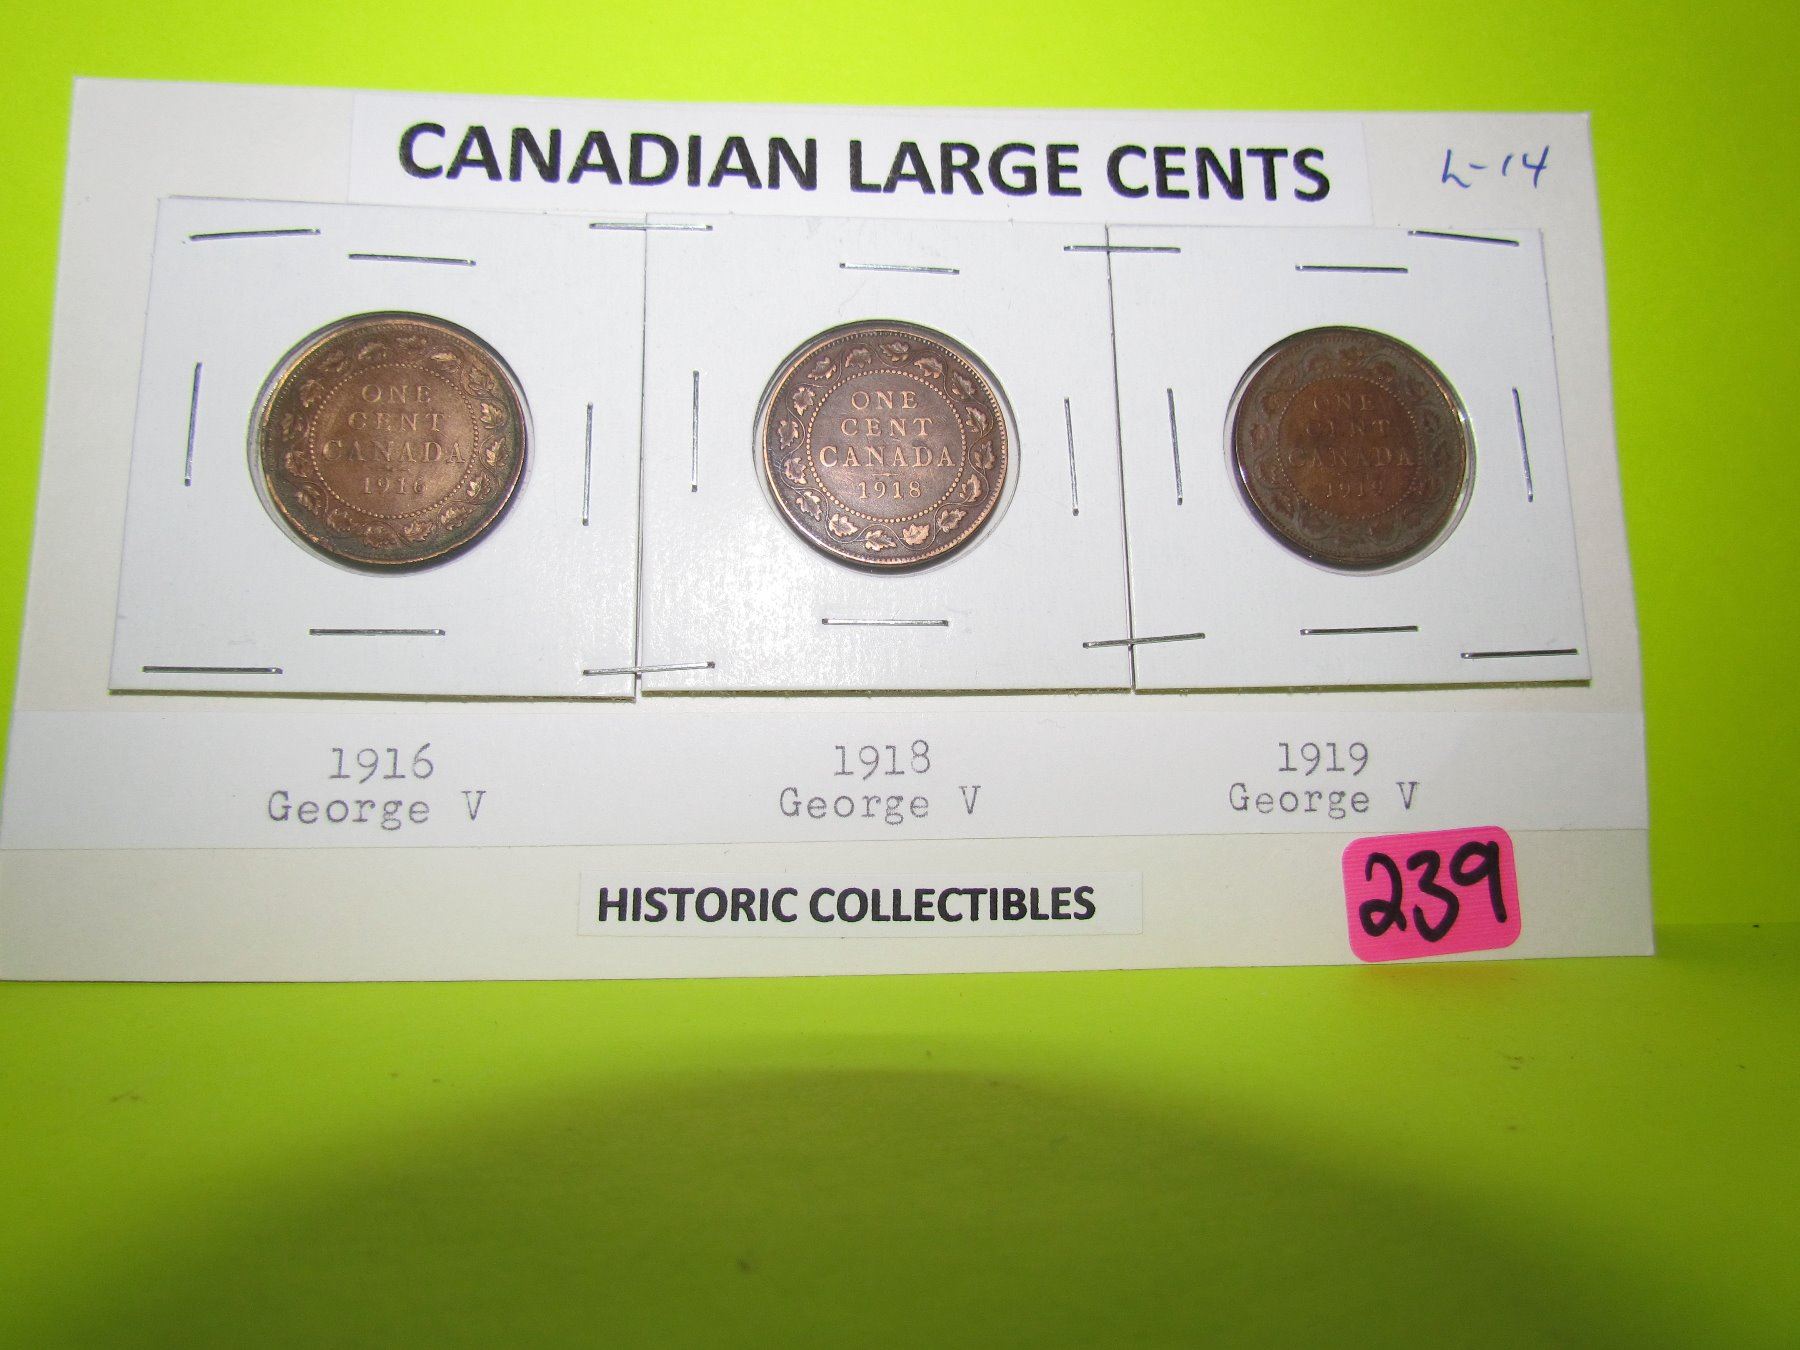 CANADIAN LARGE CENTS
L-14
ONE
CENT
CANADA
1916
ONE
CENT
CANADA
1918
ONE
CENT
CANADA
1919
1916
George V
1918
George V
1919
George V
HISTORIC COLLECTIBLES
239